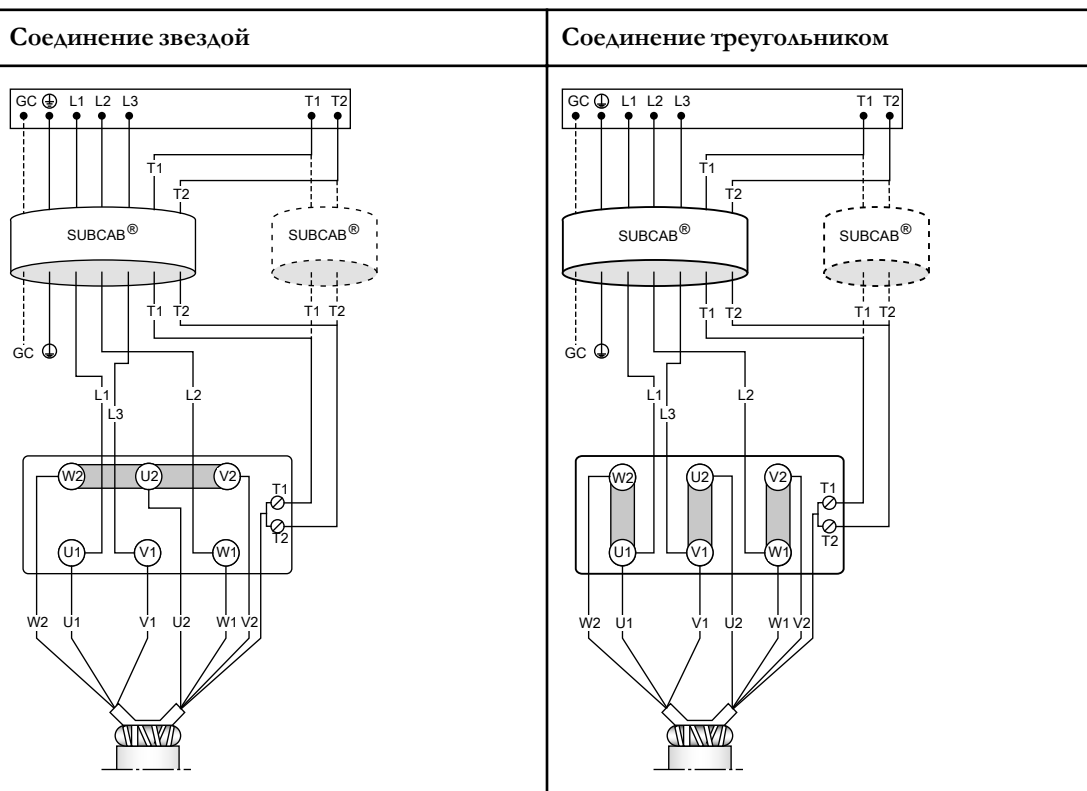 Соединение звездой
GC L1 L2 L3 T1 T2
T1
T2
SUBCAB® SUBCAB®
T1 T2 T1 T2
GC
L1 L2
L3
W2 U2 V2
T1
T2
U1 V1 W1
W2 U1 V1 U2 W1 V2
Соединение треугольником
GC L1 L2 L3 T1 T2
T1
T2
SUBCAB® SUBCAB®
T1 T2 T1 T2
GC
L1 L2
L3
W2 U2 V2
T1
T2
U1 V1 W1
W2 U1 V1 U2 W1 V2